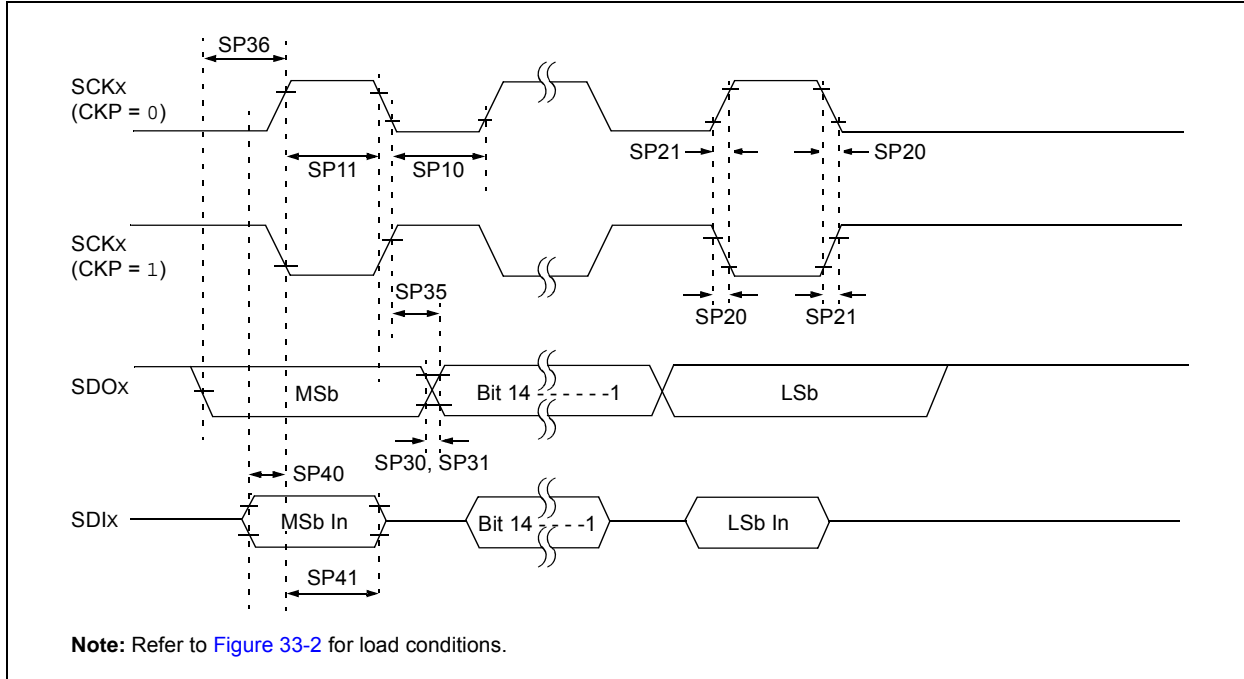 SP36
SCKx
(CKP = 0)
SP11
SP10
SP21
SP20
SCKx
(CKP = 1)
SP35
SP20
SP21
SDOx
MSb
Bit 14 - - - - - -1
LSb
SP30, SP31
SP40
SDIx
MSb In
Bit 14 - - - - -1
LSb In
SP41
Note: Refer to Figure 33-2 for load conditions.